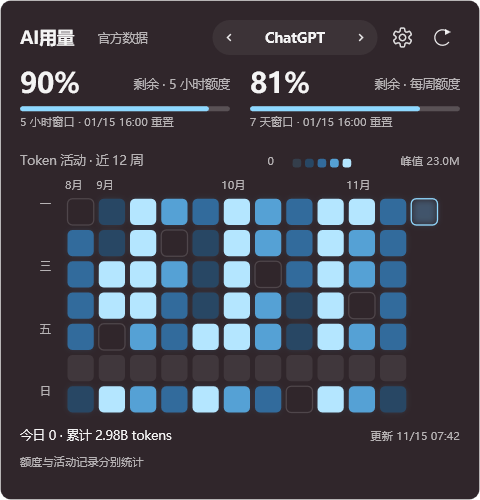 AI用量 官方数据 ChatGPT
90% 剩余 · 5 小时额度 81% 剩余 · 每周额度
5 小时窗口 · 01/15 16:00 重置 7 天窗口 · 01/15 16:00 重置
Token 活动 · 近 12 周 0 峰值 23.0M
8月 9月 10月 11月
一
三
五
日
今日 0 · 累计 2.98B tokens 更新 11/15 07:42
额度与活动记录分别统计